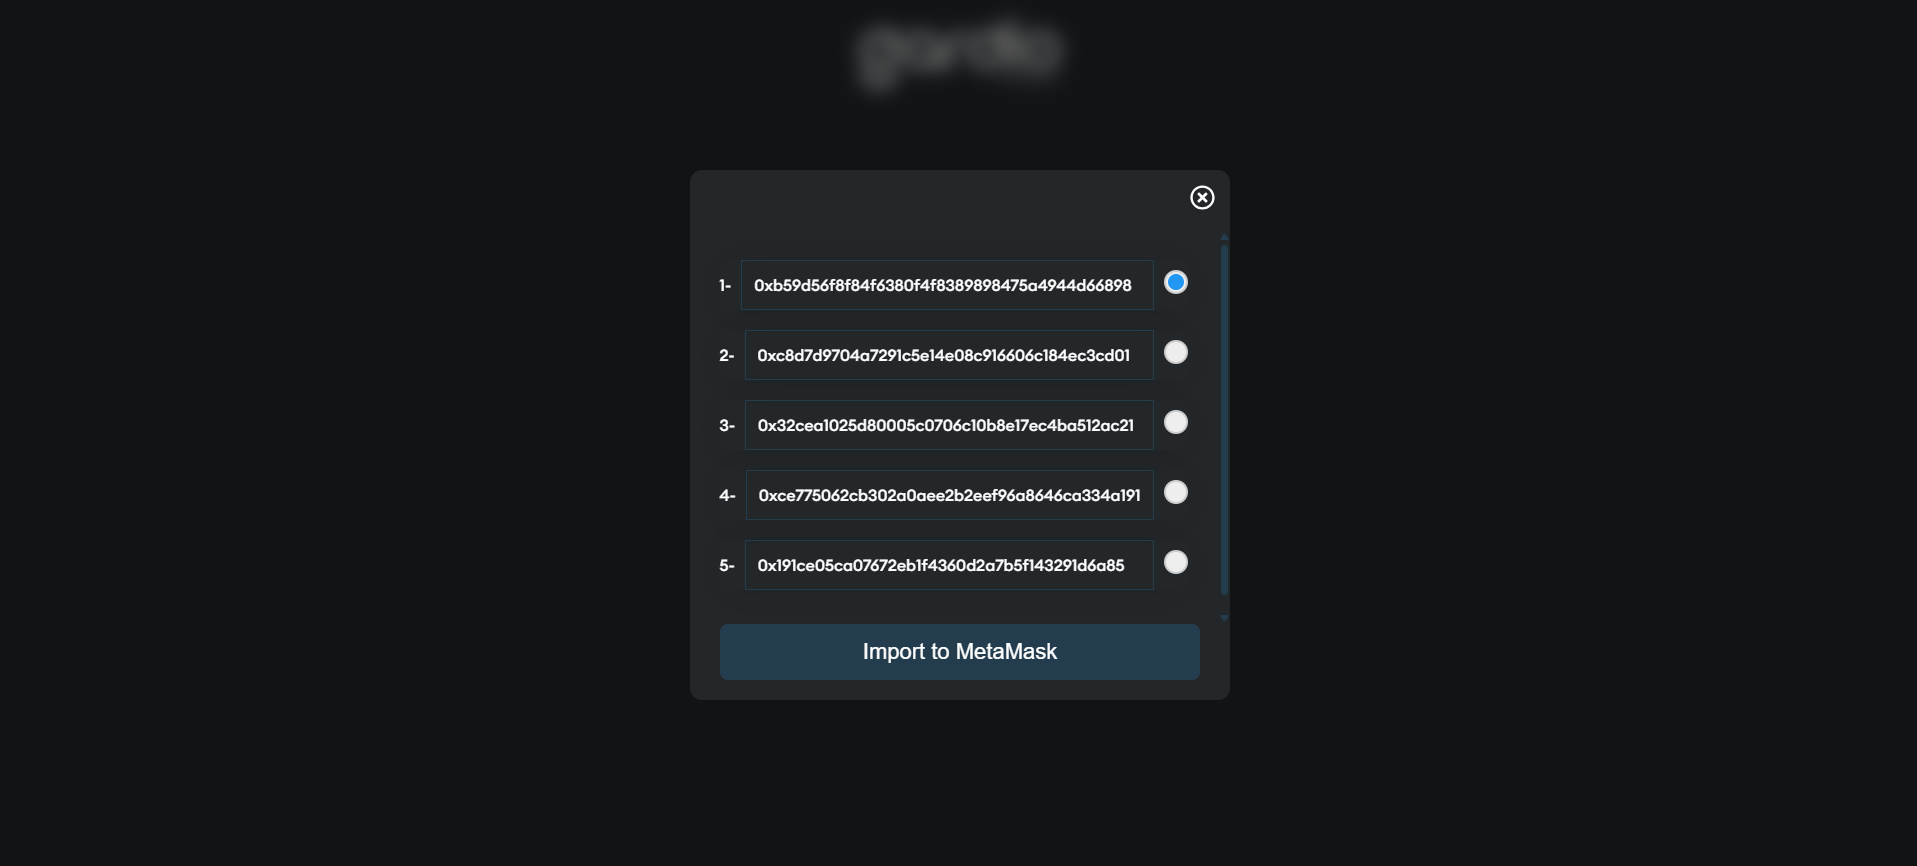 1- 0xb59d56f8f84f6380f4f8389898475a4944d66898
2- 0xc8d7d9704a7291c5e14e08c916606c184ec3cd01
3- 0x32cea1025d80005c0706c10b8e17ec4ba512ac21
4- 0xce775062cb302a0aee2b2eef96a8646ca334a191
5- 0x191ce05ca07672eb1f4360d2a7b5f143291d6a85
Import to MetaMask